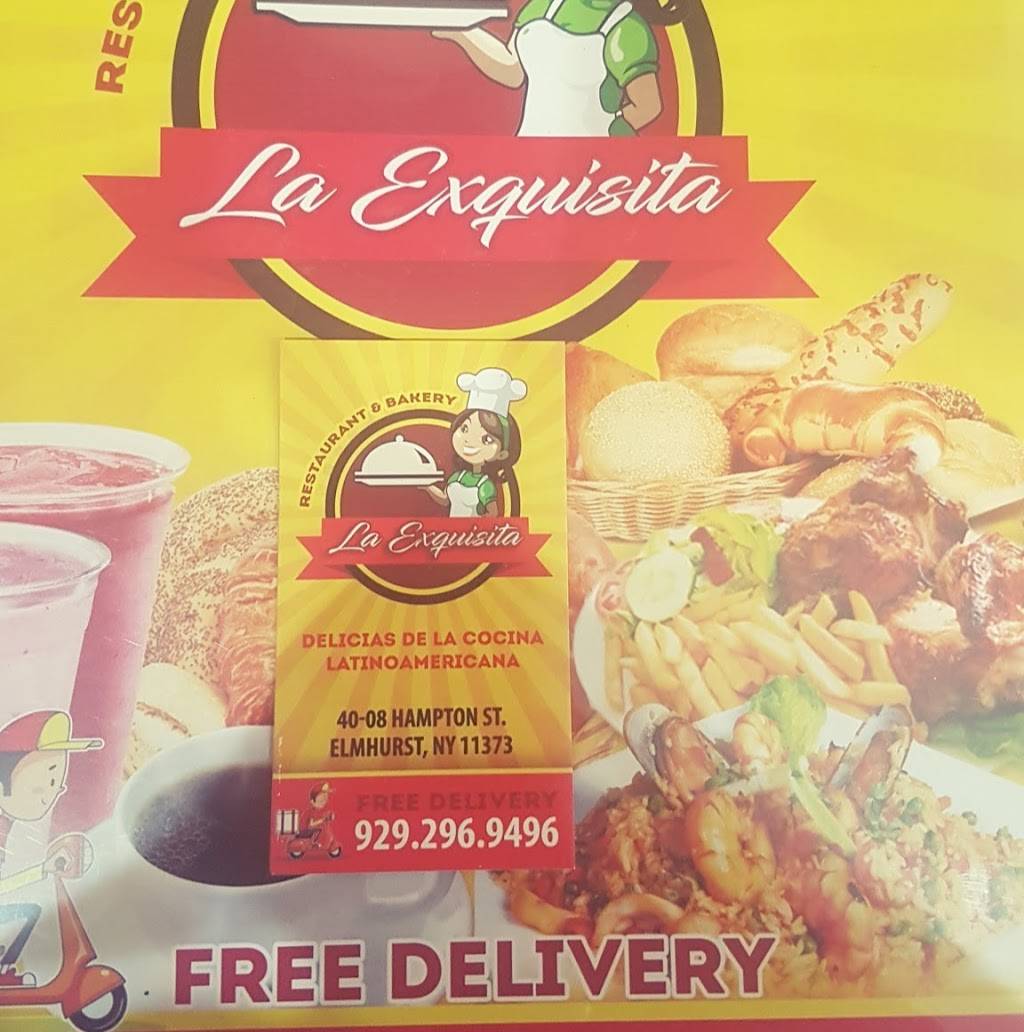 RES
La Exquisita
RESTAURANT & BAKERY
La Exquisita
DELICIAS DE LA COCINA
LATINOAMERICANA
40-08 HAMPTON ST.
ELMHURST, NY 11373
FREE DELIVERY
929.296.9496
FREE DELIVERY